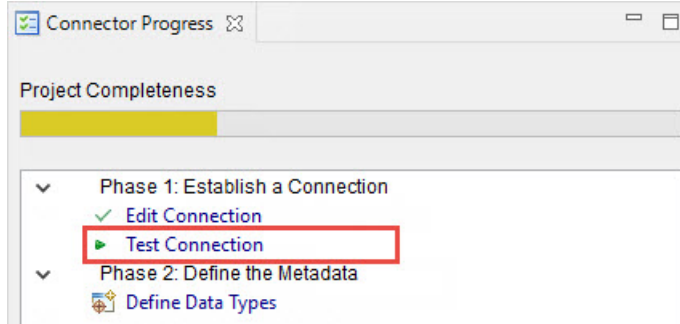 Connector Progress
Project Completeness
Phase 1: Establish a Connection
Edit Connection
Test Connection
Phase 2: Define the Metadata
Define Data Types